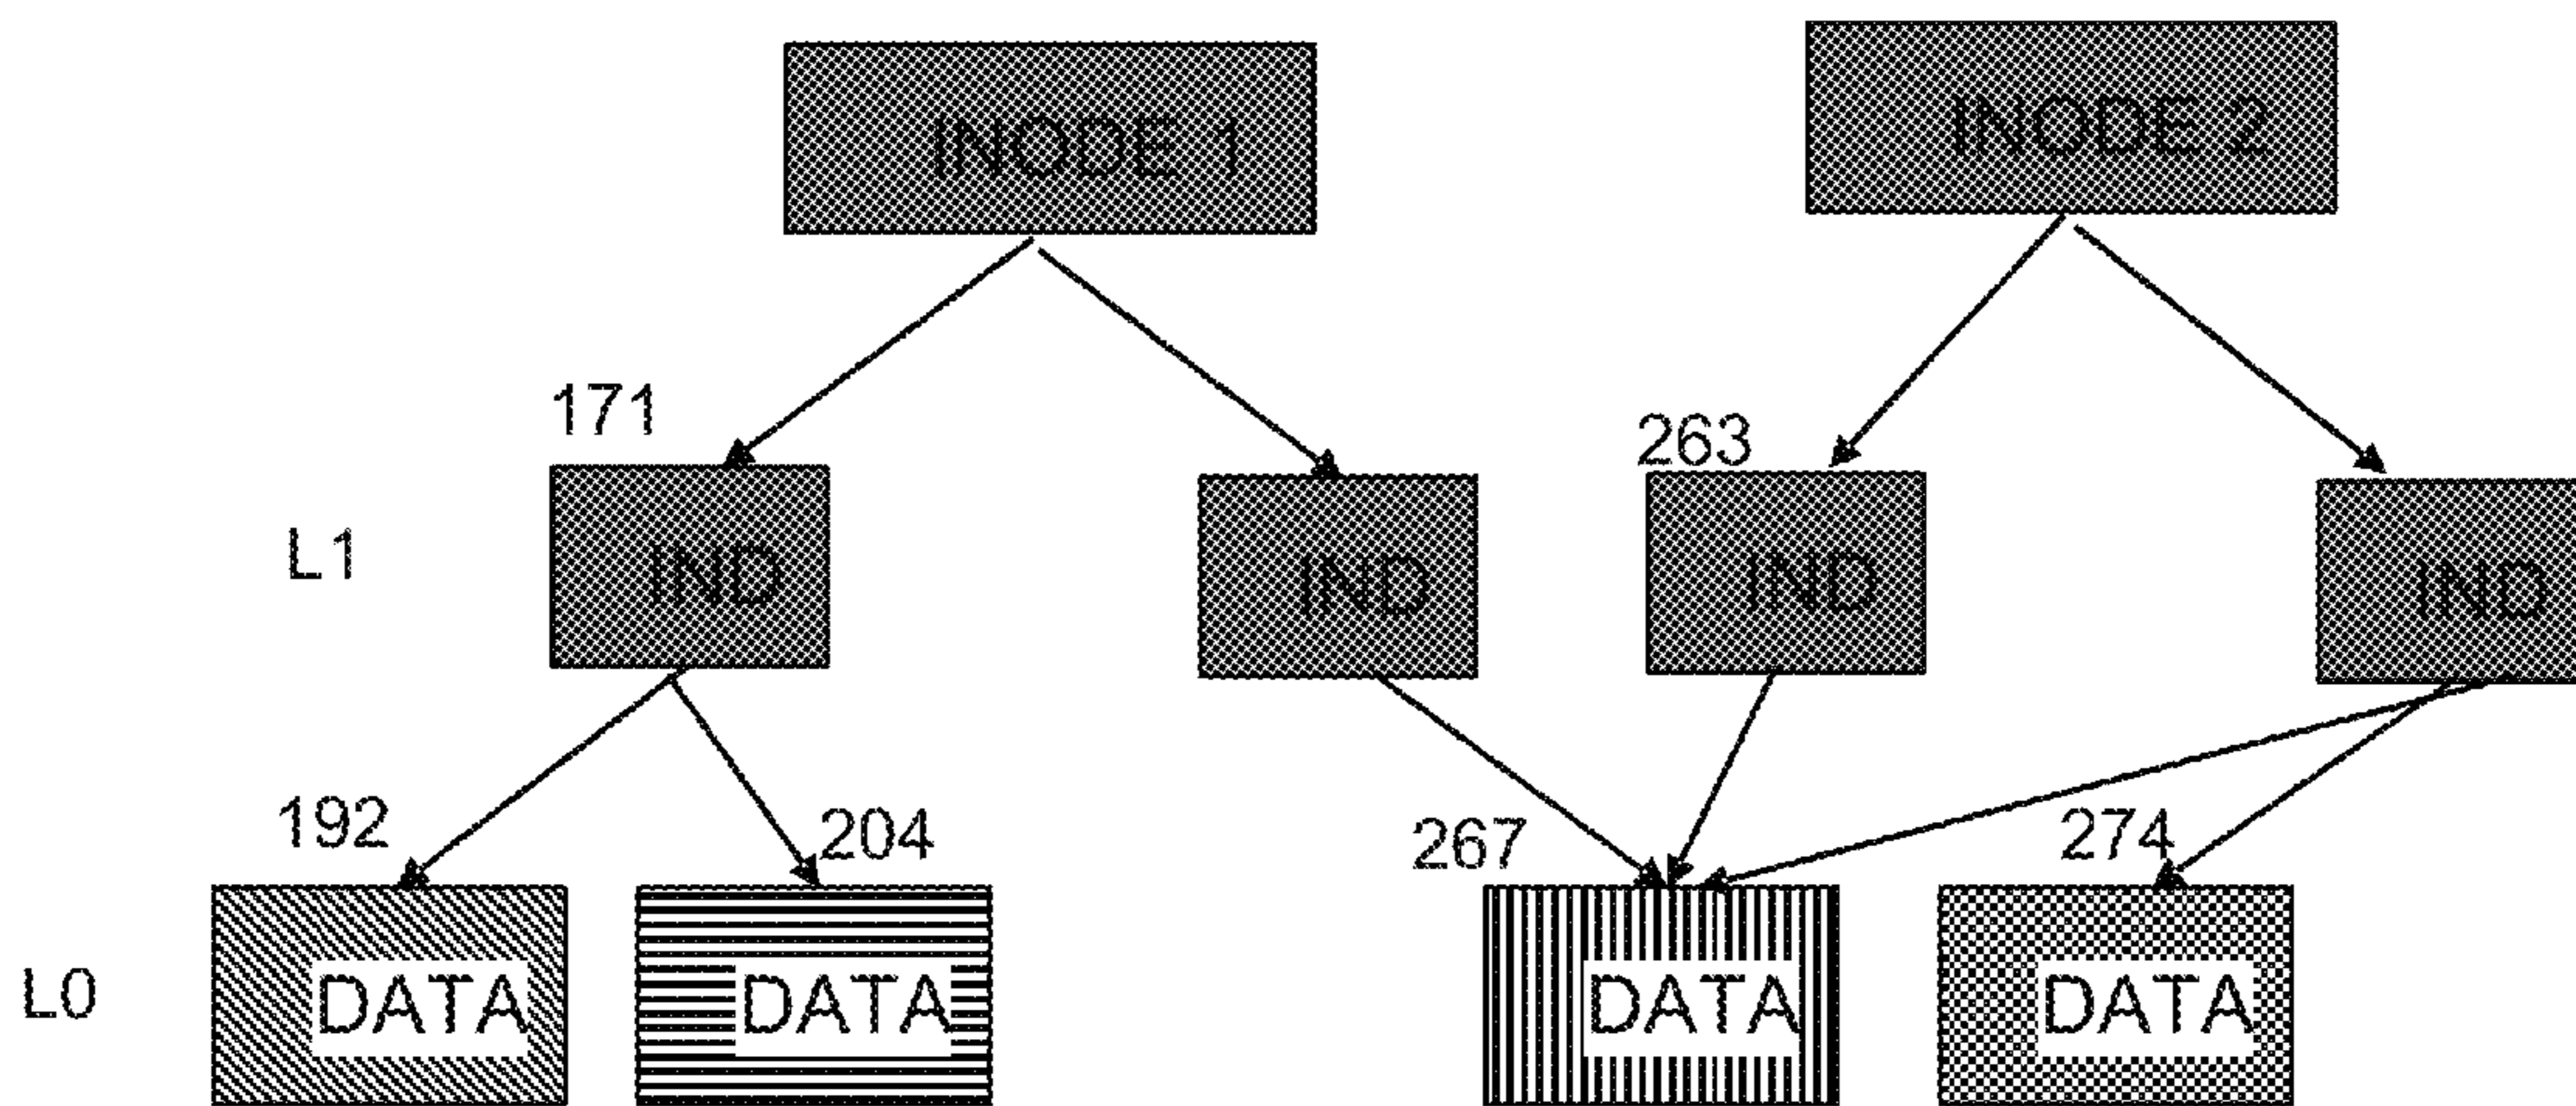 INODE 1
INODE 2
171
263
L1
IND
IND
IND
IND
192
204
267
274
L0
DATA
DATA
DATA
DATA